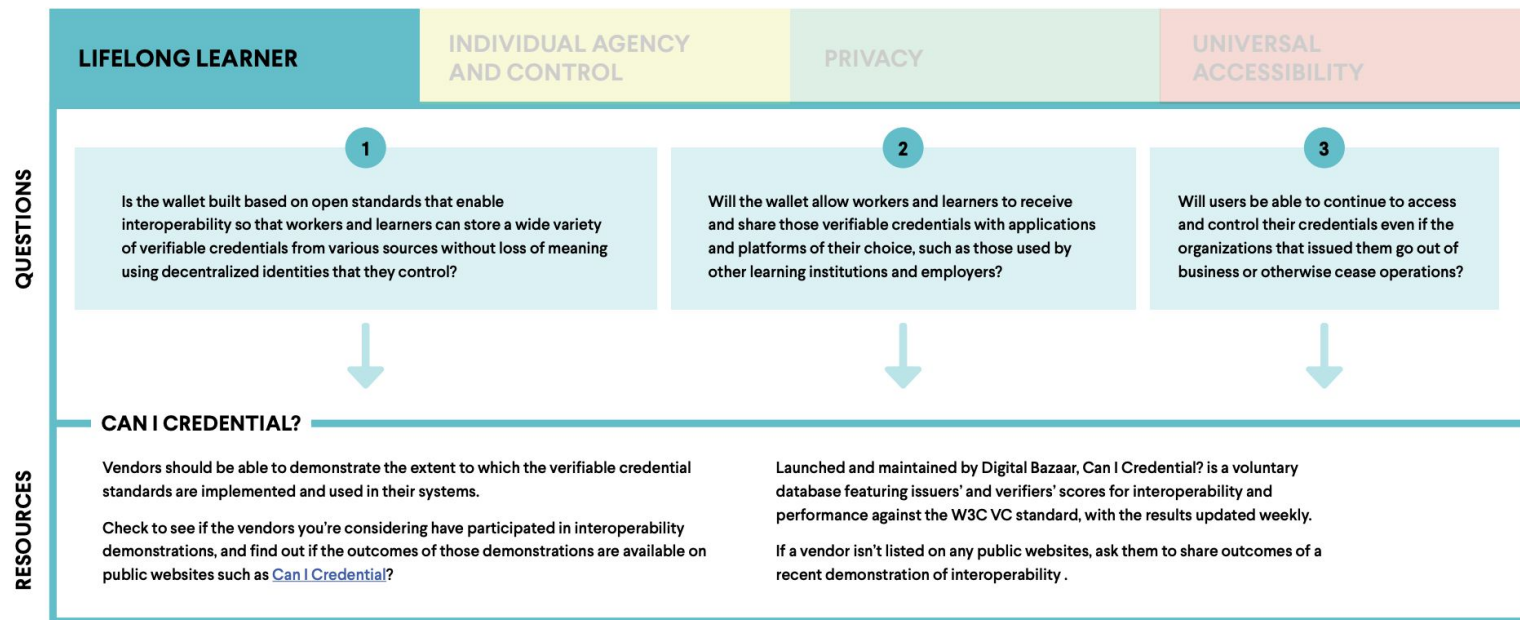 LIFELONG LEARNER
INDIVIDUAL AGENCY
AND CONTROL
PRIVACY
UNIVERSAL
ACCESSIBILITY
QUESTIONS
1
Is the wallet built based on open standards that enable
interoperability so that workers and learners can store a wide variety
of verifiable credentials from various sources without loss of meaning
using decentralized identities that they control?
2
Will the wallet allow workers and learners to receive
and share those verifiable credentials with applications
and platforms of their choice, such as those used by
other learning institutions and employers?
3
Will users be able to continue to access
and control their credentials even if the
organizations that issued them go out of
business or otherwise cease operations?
RESOURCES
CAN I CREDENTIAL?
Vendors should be able to demonstrate the extent to which the verifiable credential
standards are implemented and used in their systems.
Check to see if the vendors you're considering have participated in interoperability
demonstrations, and find out if the outcomes of those demonstrations are available on
public websites such as Can I Credential?
Launched and maintained by Digital Bazaar, Can I Credential? is a voluntary
database featuring issuers' and verifiers' scores for interoperability and
performance against the W3C VC standard, with the results updated weekly.
If a vendor isn't listed on any public websites, ask them to share outcomes of a
recent demonstration of interoperability .